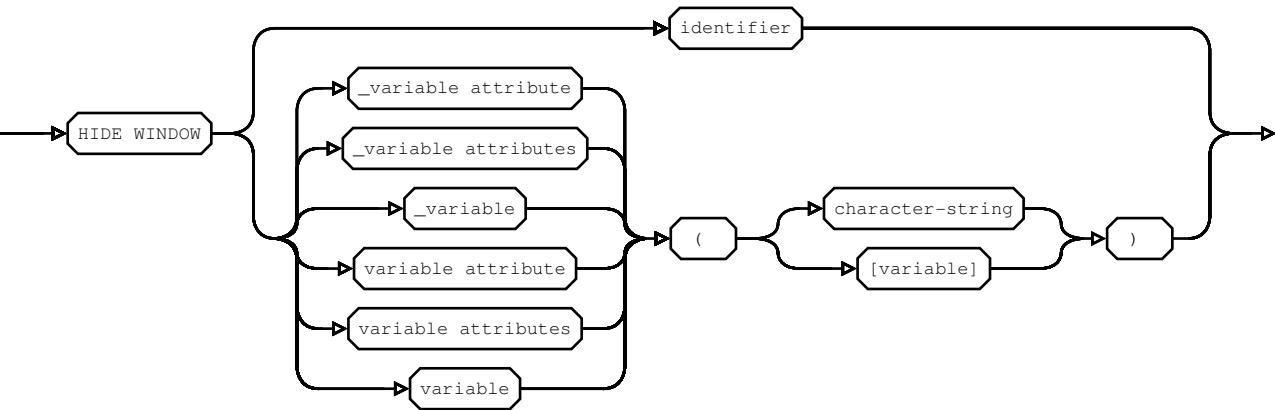 identifier
_variable attribute
HIDE WINDOW
_variable attributes
_variable
character-string
(
)
variable attribute
[variable]
variable attributes
variable